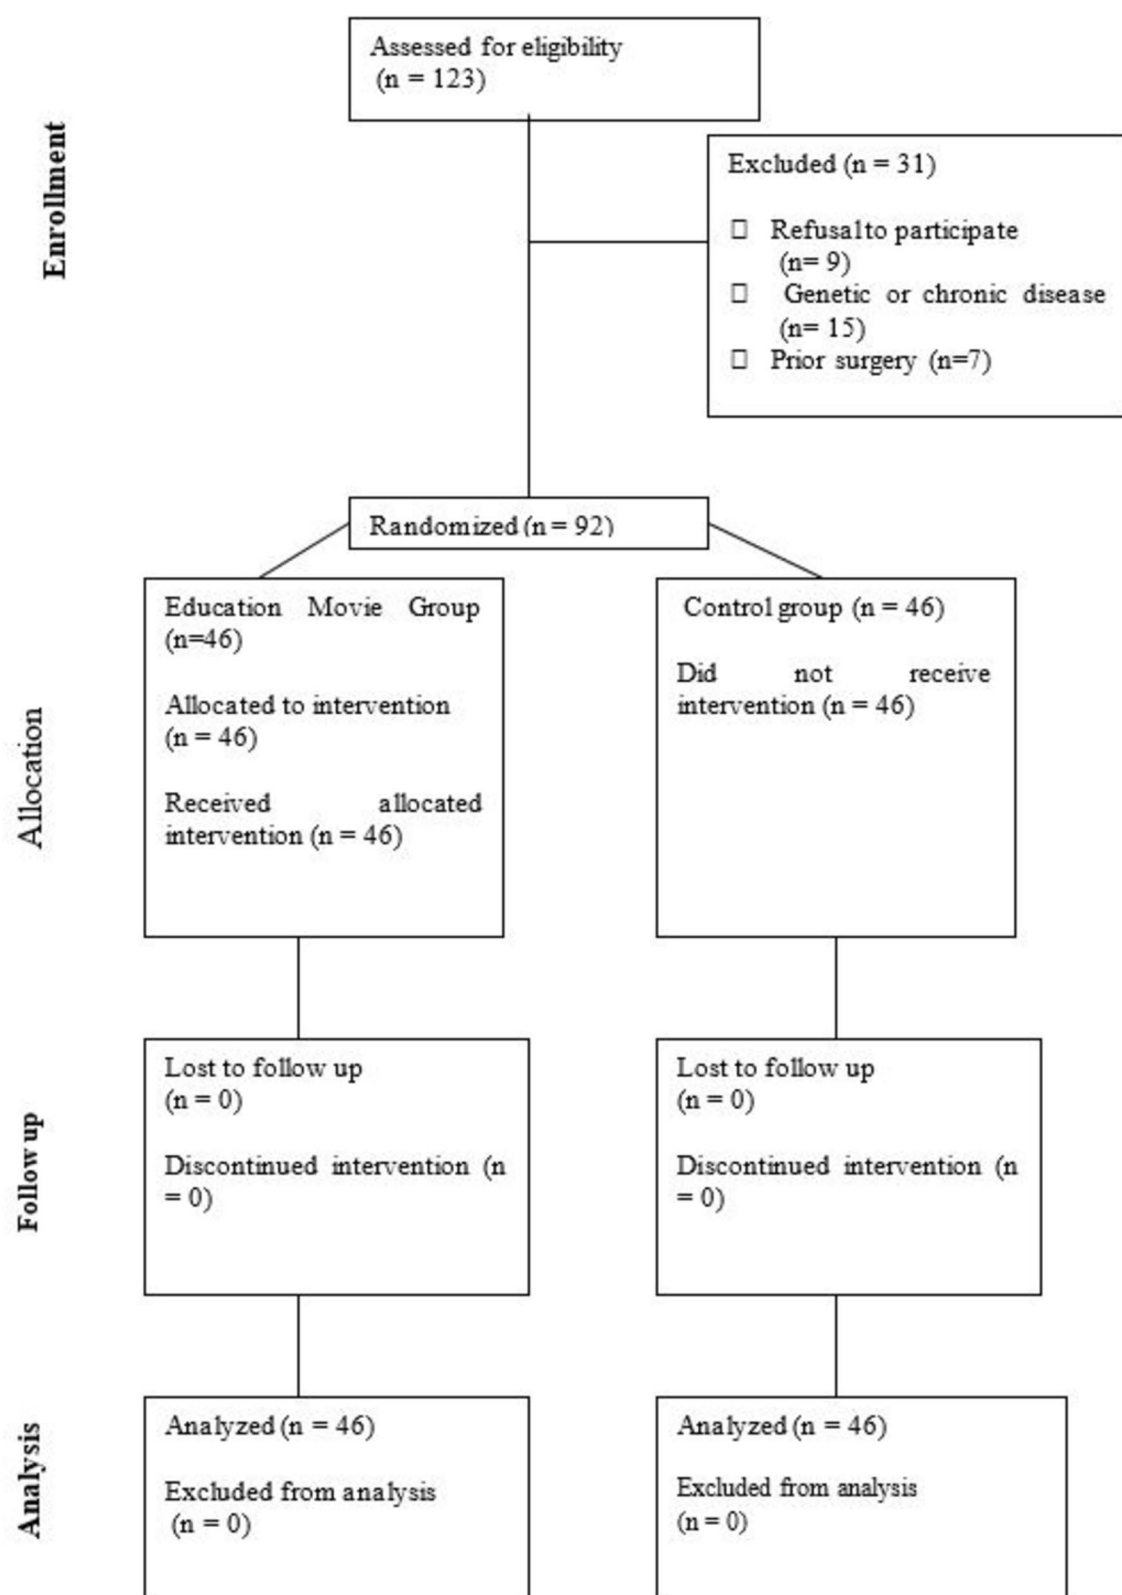 Enrollment
Assessed for eligibility
(n = 123)
Excluded (n = 31)
Refusal to participate
(n= 9)
Genetic or chronic disease
(n= 15)
Prior surgery (n=7)
Randomized (n = 92)
Allocation
Education Movie Group
(n=46)
Allocated to intervention
(n = 46)
Received allocated
intervention (n = 46)
Control group (n = 46)
Did not receive
intervention (n = 46)
Follow up
Lost to follow up
(n = 0)
Discontinued intervention (n
= 0)
Lost to follow up
(n = 0)
Discontinued intervention (n
= 0)
Analysis
Analyzed (n = 46)
Excluded from analysis
(n = 0)
Analyzed (n = 46)
Excluded from analysis
(n = 0)